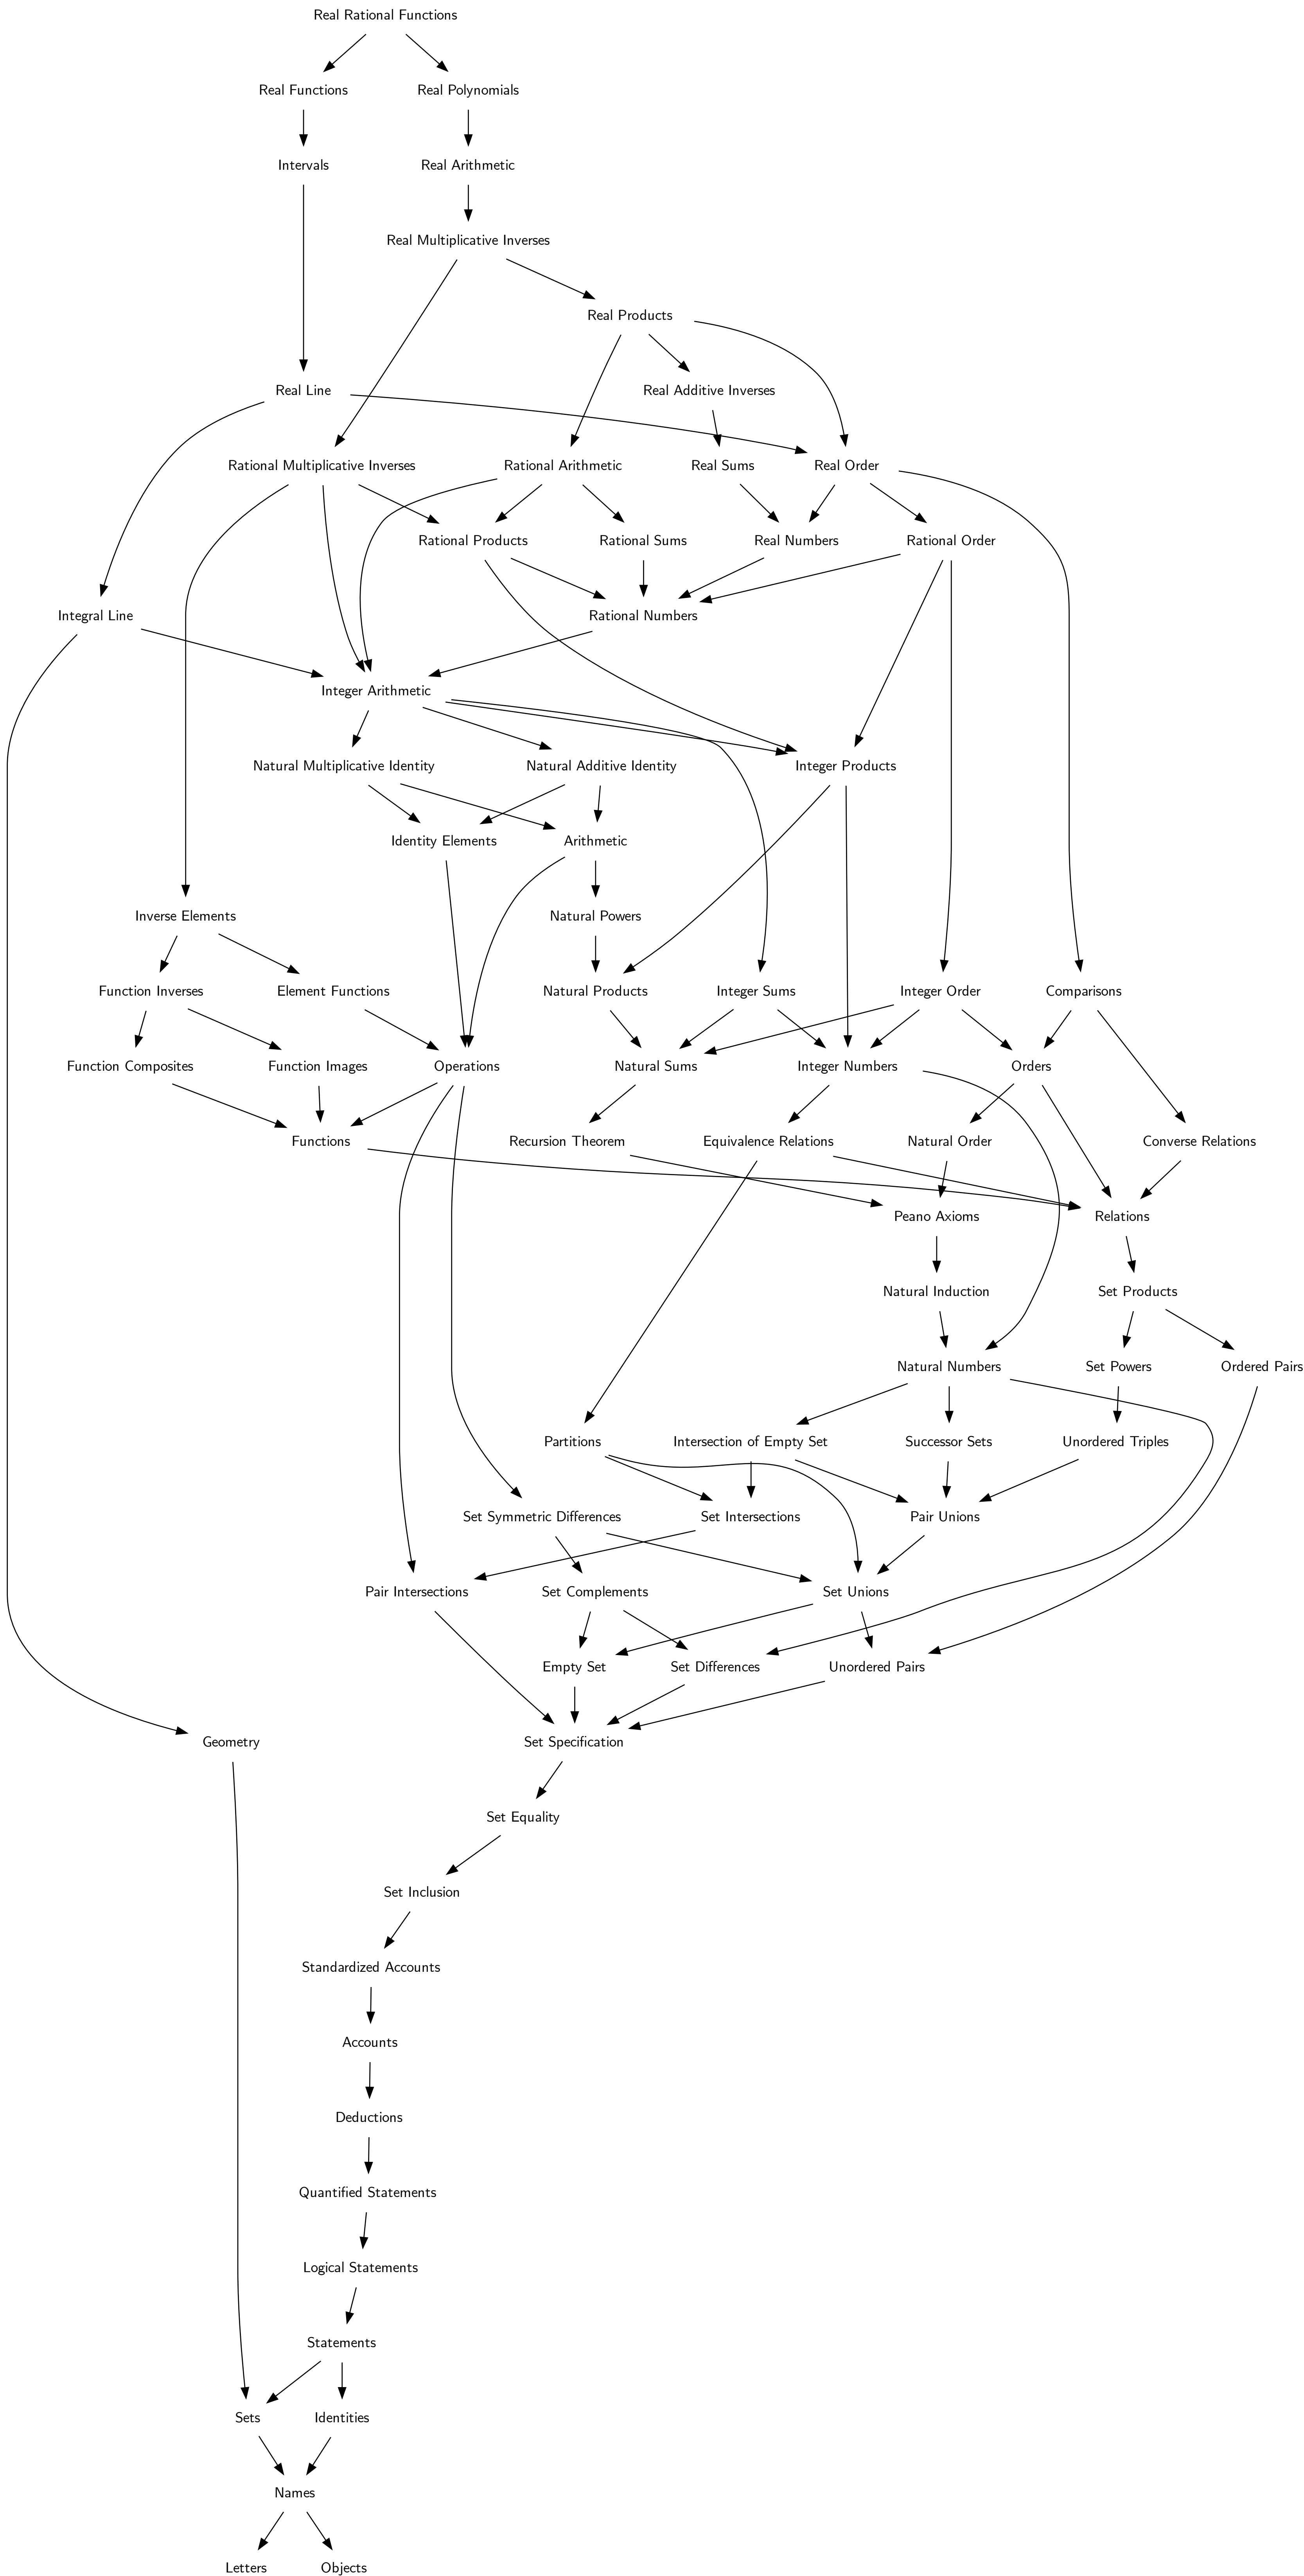 Real Rational Functions
Real Functions
Real Polynomials
Intervals
Real Arithmetic
Real Multiplicative Inverses
Real Products
Real Line
Real Additive Inverses
Rational Multiplicative Inverses
Rational Arithmetic
Real Sums
Real Order
Rational Products
Rational Sums
Real Numbers
Rational Order
Integral Line
Rational Numbers
Integer Arithmetic
Natural Multiplicative Identity
Natural Additive Identity
Integer Products
Identity Elements
Arithmetic
Inverse Elements
Natural Powers
Function Inverses
Element Functions
Natural Products
Integer Sums
Integer Order
Comparisons
Function Composites
Function Images
Operations
Natural Sums
Integer Numbers
Orders
Functions
Recursion Theorem
Equivalence Relations
Natural Order
Converse Relations
Peano Axioms
Relations
Natural Induction
Set Products
Natural Numbers
Set Powers
Ordered Pairs
Partitions
Intersection of Empty Set
Successor Sets
Unordered Triples
Set Symmetric Differences
Set Intersections
Pair Unions
Pair Intersections
Set Complements
Set Unions
Empty Set
Set Differences
Unordered Pairs
Geometry
Set Specification
Set Equality
Set Inclusion
Standardized Accounts
Accounts
Deductions
Quantified Statements
Logical Statements
Statements
Sets
Identities
Names
Letters
Objects